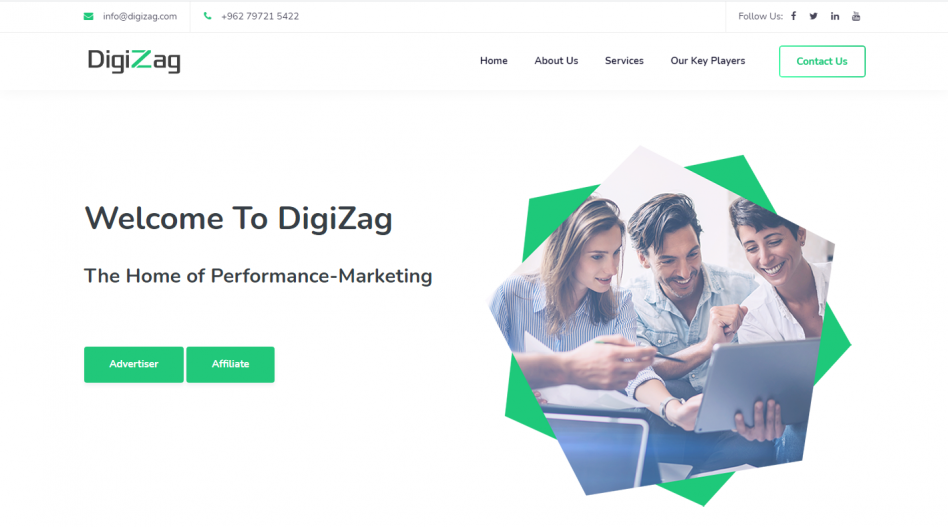 info@digizag.com
+962 79721 5422
Follow Us:
DigiZag
Home
About Us
Services
Our Key Players
Contact Us
Welcome To DigiZag
The Home of Performance-Marketing
Advertiser
Affiliate